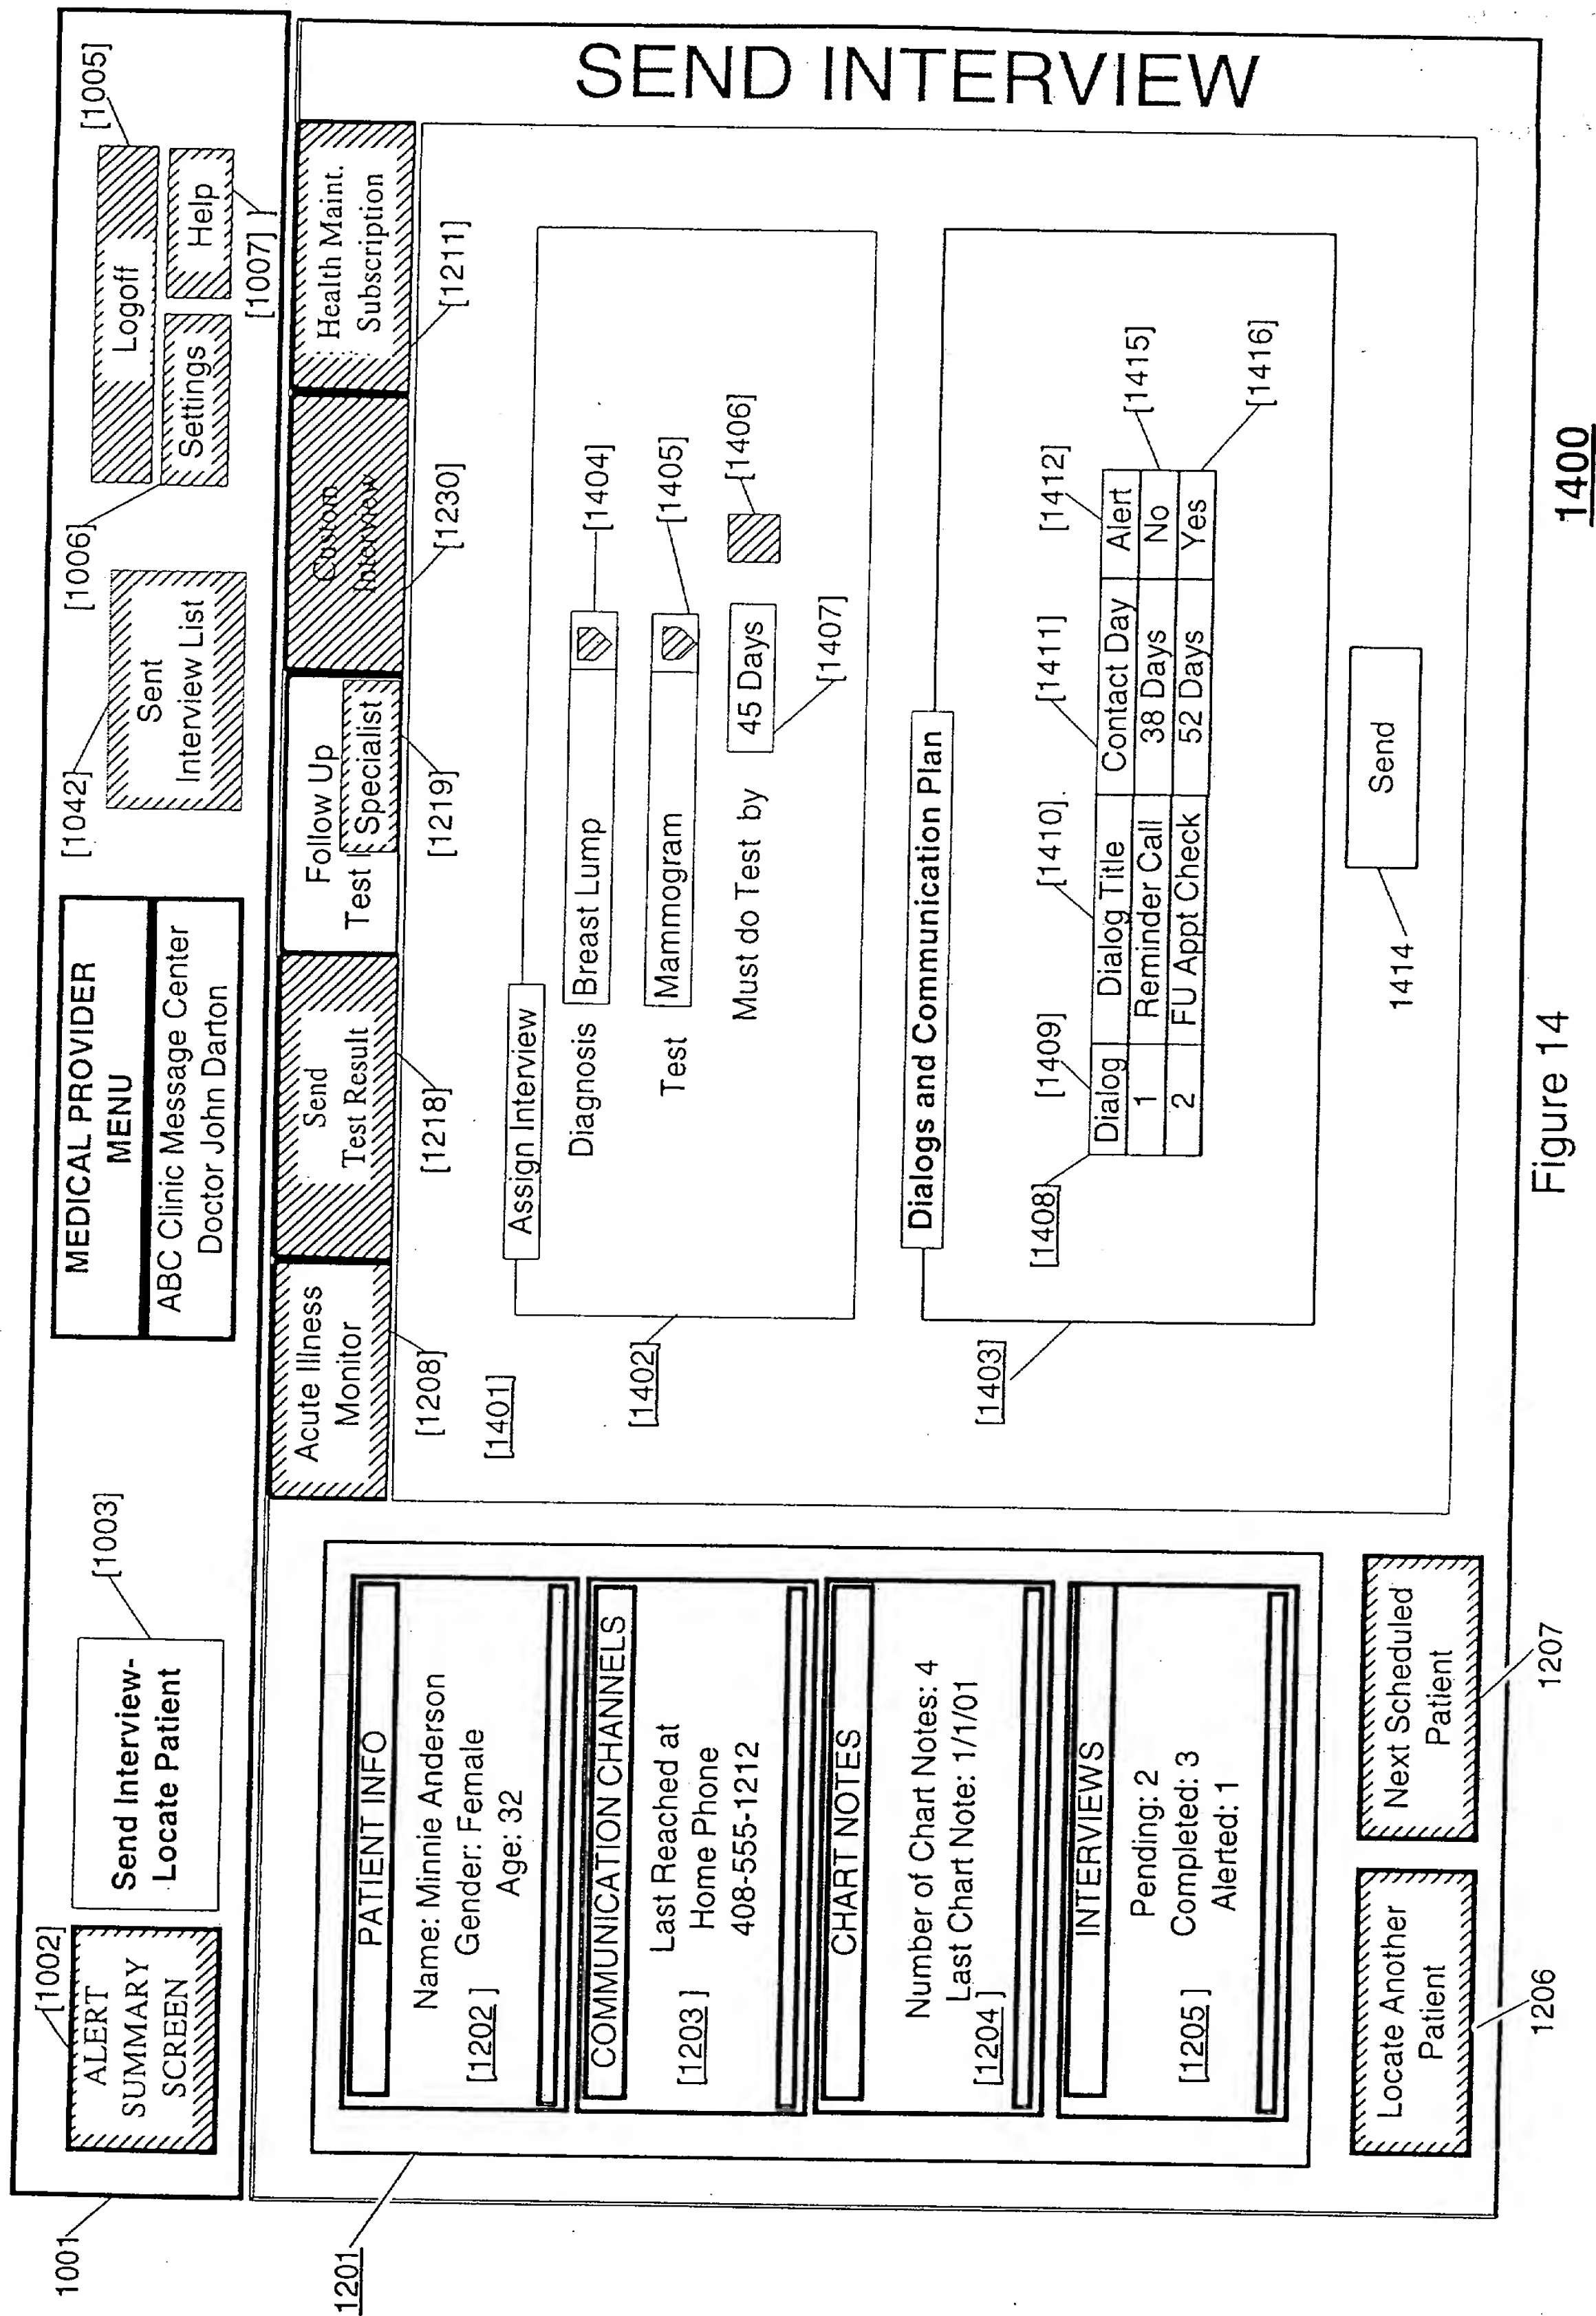 1001
[1002]
ALERT
SUMMARY
SCREEN
Send Interview-
Locate Patient
[1003]
MEDICAL PROVIDER
MENU
ABC Clinic Message Center
Doctor John Darton
[1042]
Sent
Interview List
[1006]
Logoff
Settings
Help
[1005]
[1007]
1201
PATIENT INFO
Name: Minnie Anderson
Gender: Female
Age: 32
[1202]
COMMUNICATION CHANNELS
Last Reached at
Home Phone
408-555-1212
[1203]
CHART NOTES
Number of Chart Notes: 4
Last Chart Note: 1/1/01
[1204]
INTERVIEWS
Pending: 2
Completed: 3
Alerted: 1
[1205]
Locate Another
Patient
1206
Next Scheduled
Patient
1207
Acute Illness
Monitor
[1208]
Send
Test Result
[1218]
Follow Up
Test | Specialist
[1219]
Custom
Interview
[1230]
Health Maint.
Subscription
[1211]
[1401]
Assign Interview
Diagnosis Breast Lump
[1404]
Test Mammogram
[1405]
Must do Test by 45 Days
[1406]
[1407]
[1402]
Dialogs and Communication Plan
[1408]
[1409]
[1410]
[1411]
[1412]
Dialog Dialog Title Contact Day Alert
1 Reminder Call 38 Days No
2 FU Appt Check 52 Days Yes
[1415]
[1416]
[1403]
Send
1414
SEND INTERVIEW
Figure 14
1400